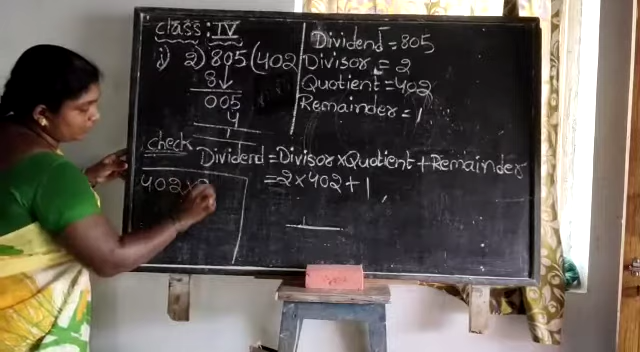 class : IV
i) 2) 805 (402
8
005
4
1
Dividend = 805
Divisor = 2
Quotient = 402
Remainder = 1
check
Dividend = Divisor x Quotient + Remainder
= 2 x 402 + 1
402 x 2